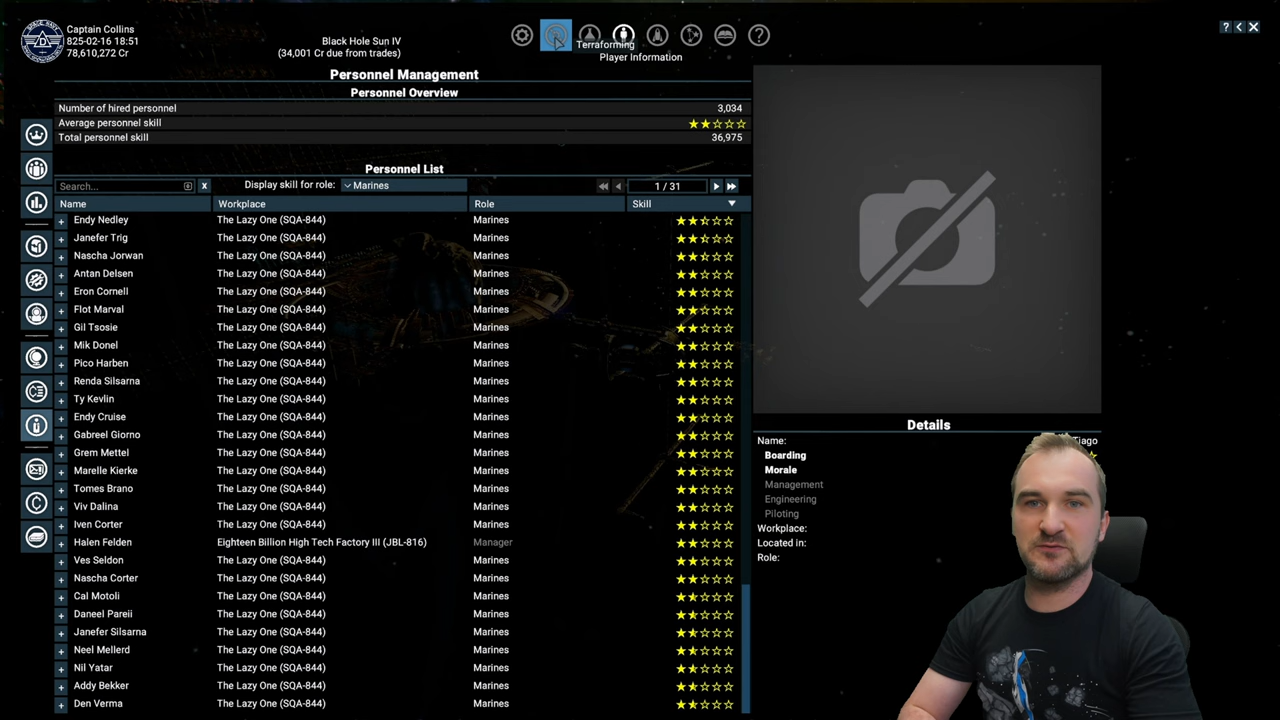 Captain Collins
825-02-16 18:51
78,610,272 Cr
Black Hole Sun IV
(34,001 Cr due from trades)
Terraforming
Player Information
? < X
Personnel Management
Personnel Overview
Number of hired personnel 3,034
Average personnel skill
Total personnel skill 36,975
Personnel List
Search... x Display skill for role: Marines 1 / 31
Name Workplace Role Skill
+ Endy Nedley The Lazy One (SQA-844) Marines
+ Janefer Trig The Lazy One (SQA-844) Marines
+ Nascha Jorwan The Lazy One (SQA-844) Marines
+ Antan Delsen The Lazy One (SQA-844) Marines
+ Eron Cornell The Lazy One (SQA-844) Marines
+ Flot Marval The Lazy One (SQA-844) Marines
+ Gil Tsosie The Lazy One (SQA-844) Marines
+ Mik Donel The Lazy One (SQA-844) Marines
+ Pico Harben The Lazy One (SQA-844) Marines
+ Renda Silsarna The Lazy One (SQA-844) Marines
+ Ty Kevlin The Lazy One (SQA-844) Marines
+ Endy Cruise The Lazy One (SQA-844) Marines
+ Gabreel Giorno The Lazy One (SQA-844) Marines
+ Grem Mettel The Lazy One (SQA-844) Marines
+ Marelle Kierke The Lazy One (SQA-844) Marines
+ Tomes Brano The Lazy One (SQA-844) Marines
+ Viv Dalina The Lazy One (SQA-844) Marines
+ Iven Corter The Lazy One (SQA-844) Marines
+ Halen Felden Eighteen Billion High Tech Factory III (JBL-816) Manager
+ Ves Seldon The Lazy One (SQA-844) Marines
+ Nascha Corter The Lazy One (SQA-844) Marines
+ Cal Motoli The Lazy One (SQA-844) Marines
+ Daneel Pareii The Lazy One (SQA-844) Marines
+ Janefer Silsarna The Lazy One (SQA-844) Marines
+ Neel Mellerd The Lazy One (SQA-844) Marines
+ Nil Yatar The Lazy One (SQA-844) Marines
+ Addy Bekker The Lazy One (SQA-844) Marines
+ Den Verma The Lazy One (SQA-844) Marines
Details
Name: Tiago
Boarding
Morale
Management
Engineering
Piloting
Workplace:
Located in:
Role: